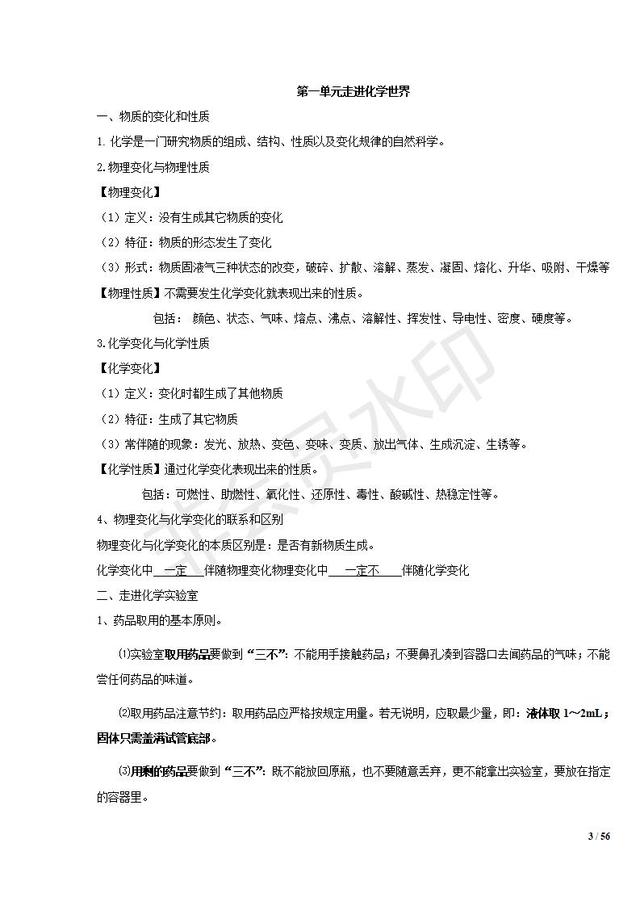 第一单元走进化学世界
一、物质的变化和性质
1. 化学是一门研究物质的组成、结构、性质以及变化规律的自然科学。
2.物理变化与物理性质
【物理变化】
（1）定义：没有生成其它物质的变化
（2）特征：物质的形态发生了变化
（3）形式：物质固液气三种状态的改变，破碎、扩散、溶解、蒸发、凝固、熔化、升华、吸附、干燥等
【物理性质】不需要发生化学变化就表现出来的性质。
包括： 颜色、状态、气味、熔点、沸点、溶解性、挥发性、导电性、密度、硬度等。
3.化学变化与化学性质
【化学变化】
（1）定义：变化时都生成了其他物质
（2）特征：生成了其它物质
（3）常伴随的现象：发光、放热、变色、变味、变质、放出气体、生成沉淀、生锈等。
【化学性质】通过化学变化表现出来的性质。
包括：可燃性、助燃性、氧化性、还原性、毒性、酸碱性、热稳定性等。
4、物理变化与化学变化的联系和区别
物理变化与化学变化的本质区别是：是否有新物质生成。
化学变化中 一定 伴随物理变化物理变化中 一定不 伴随化学变化
二、走进化学实验室
1、药品取用的基本原则。
⑴实验室取用药品要做到“三不”：不能用手接触药品；不要鼻孔凑到容器口去闻药品的气味；不能
尝任何药品的味道。
⑵取用药品注意节约：取用药品应严格按规定用量。若无说明，应取最少量，即：液体取 1～2mL；
固体只需盖满试管底部。
⑶用剩的药品要做到“三不”：既不能放回原瓶，也不要随意丢弃，更不能拿出实验室，要放在指定
的容器里。
3 / 56
非会员水印